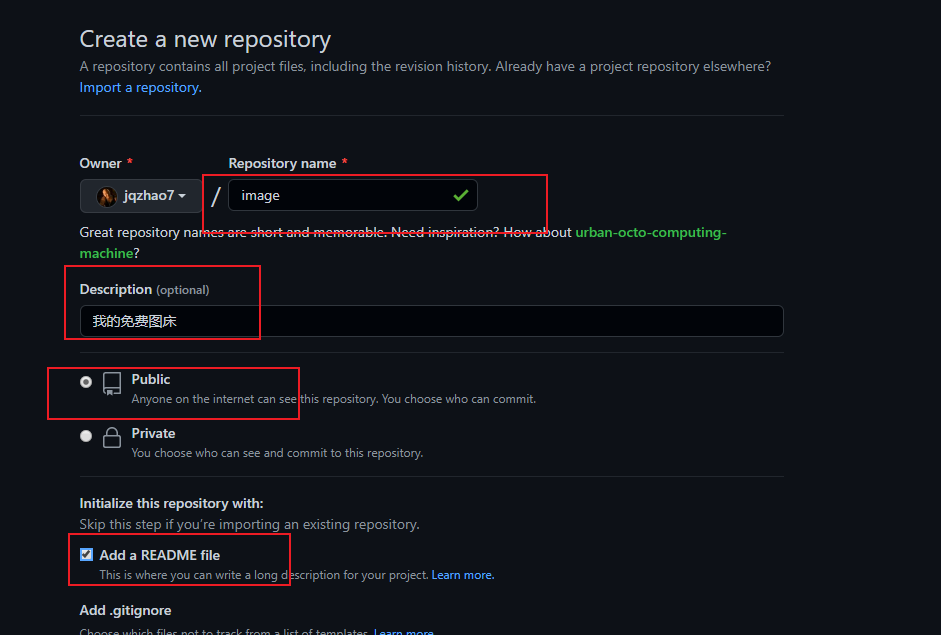 Create a new repository
A repository contains all project files, including the revision history. Already have a project repository elsewhere?
Import a repository.
Owner * Repository name *
jqzhao7 / image
Great repository names are short and memorable. Need inspiration? How about urban-octo-computing-
machine?
Description (optional)
我的免费图床
Public
Anyone on the internet can see this repository. You choose who can commit.
Private
You choose who can see and commit to this repository.
Initialize this repository with:
Skip this step if you're importing an existing repository.
Add a README file
This is where you can write a long description for your project. Learn more.
Add .gitignore
Choose which files not to track from a list of templates. Learn more.